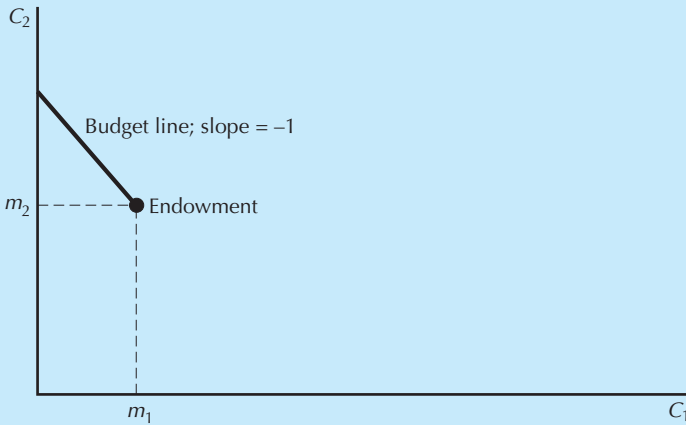 C₂
Budget line; slope = –1
m₂
Endowment
m₁
C₁